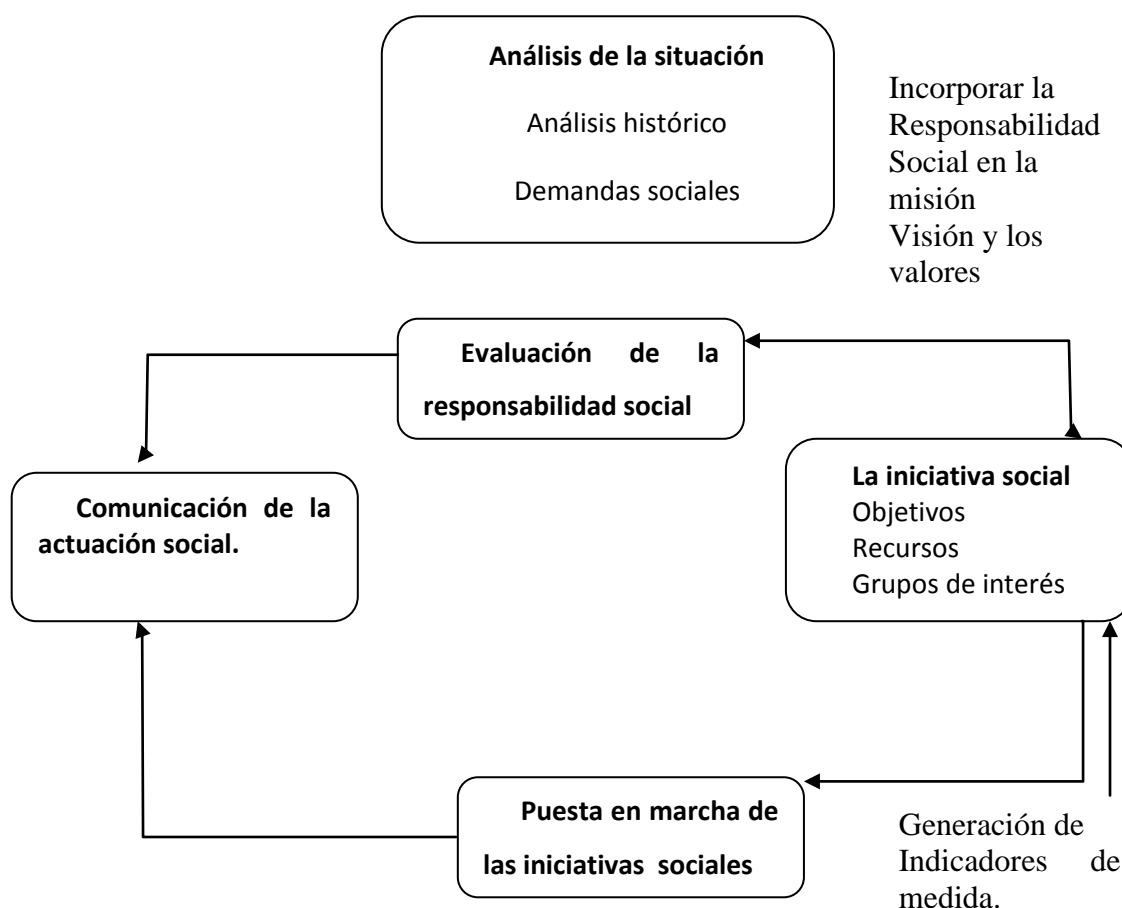 Análisis de la situación
Análisis histórico
Demandas sociales
Incorporar la
Responsabilidad
Social en la
misión
Visión y los
valores
Evaluación de la
responsabilidad social
La iniciativa social
Objetivos
Recursos
Grupos de interés
Comunicación de la
actuación social.
Puesta en marcha de
las iniciativas sociales
Generación de
Indicadores de
medida.